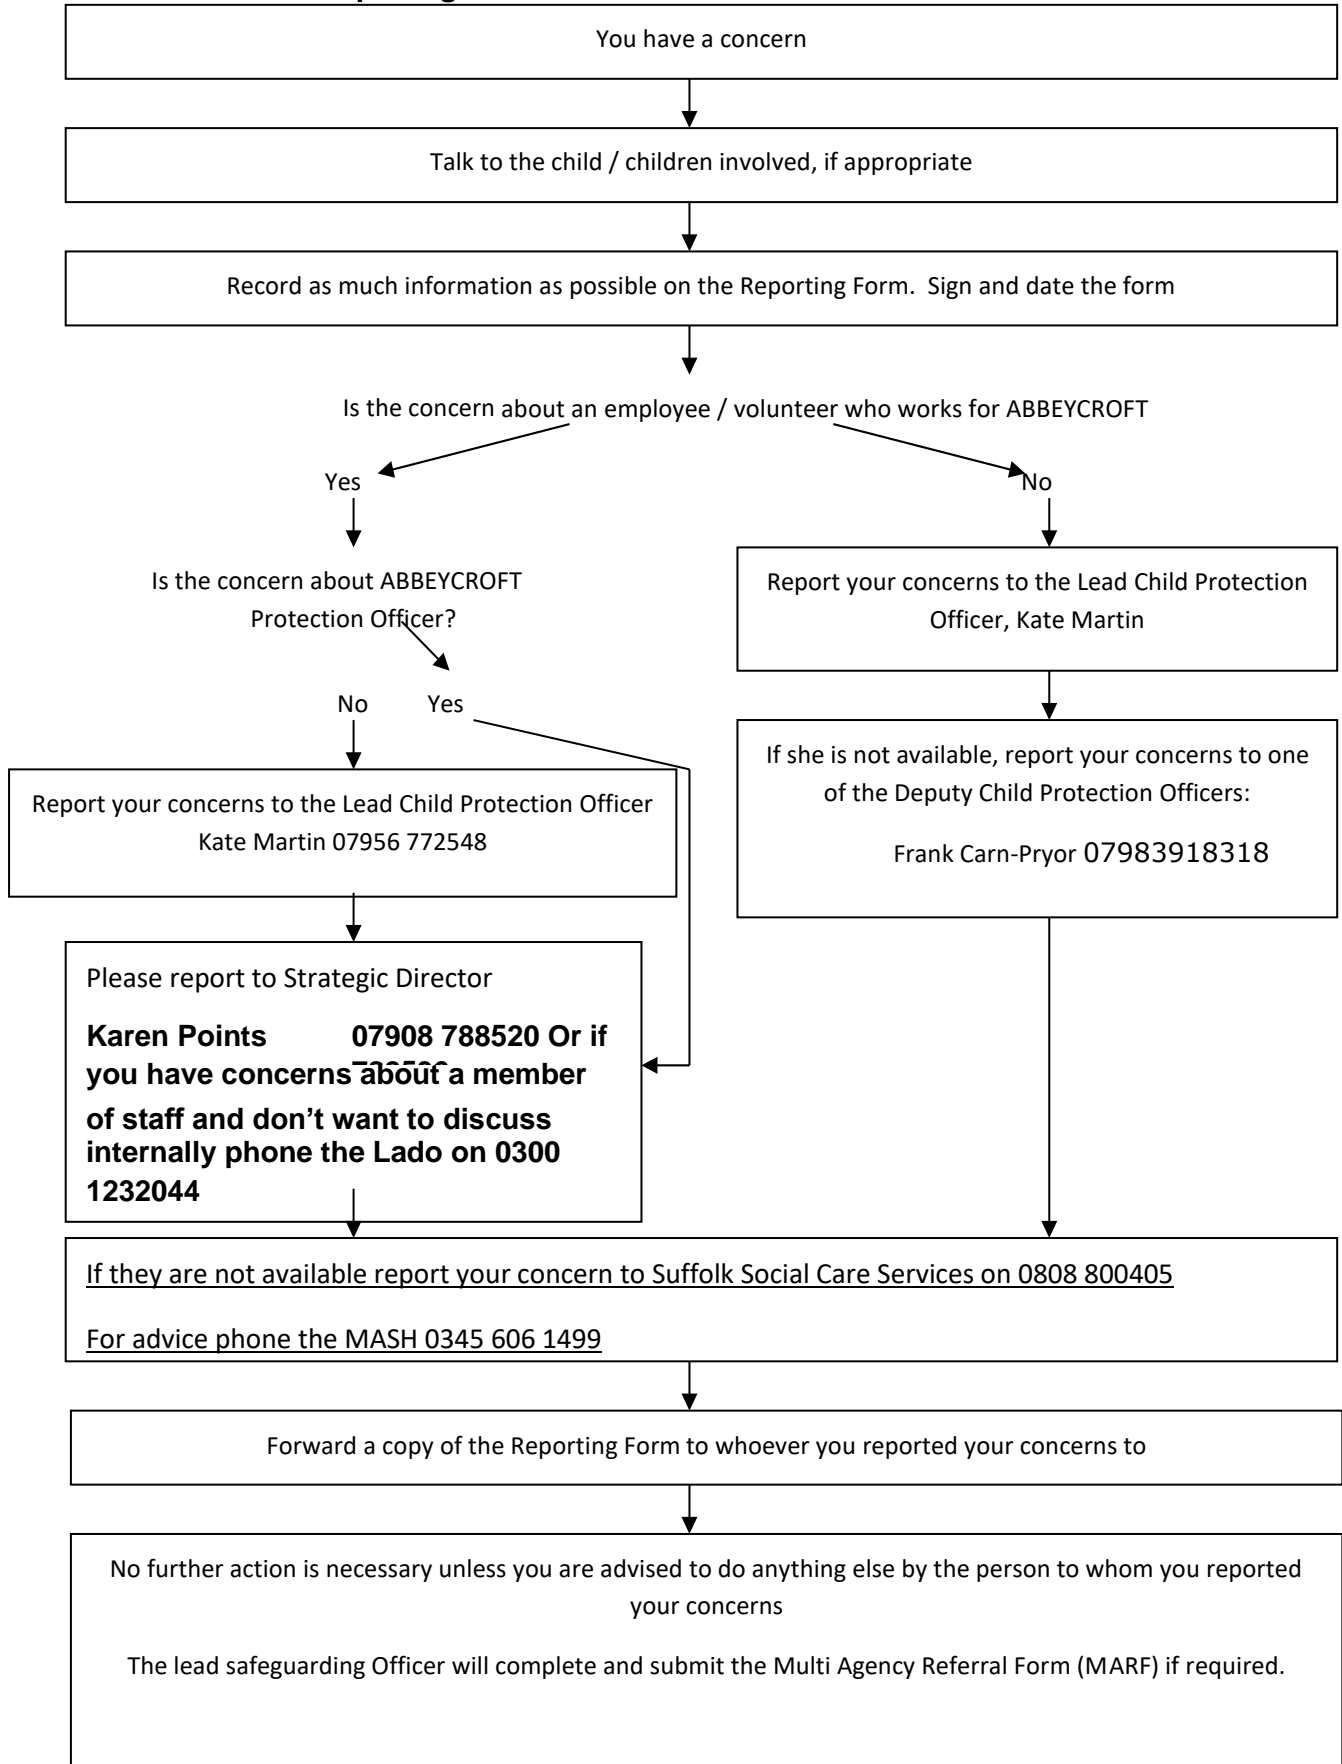 You have a concern
Talk to the child / children involved, if appropriate
Record as much information as possible on the Reporting Form.  Sign and date the form
Is the concern about an employee / volunteer who works for ABBEYCROFT
Yes
No
Is the concern about ABBEYCROFT
Protection Officer?
No
Yes
Report your concerns to the Lead Child Protection
Officer, Kate Martin
If she is not available, report your concerns to one
of the Deputy Child Protection Officers:
Frank Carn-Pryor 07983918318
Report your concerns to the Lead Child Protection Officer
Kate Martin 07956 772548
Please report to Strategic Director
Karen Points 07908 788520 Or if
you have concerns about a member
of staff and don’t want to discuss
internally phone the Lado on 0300
1232044
If they are not available report your concern to Suffolk Social Care Services on 0808 800405
For advice phone the MASH 0345 606 1499
Forward a copy of the Reporting Form to whoever you reported your concerns to
No further action is necessary unless you are advised to do anything else by the person to whom you reported
your concerns
The lead safeguarding Officer will complete and submit the Multi Agency Referral Form (MARF) if required.